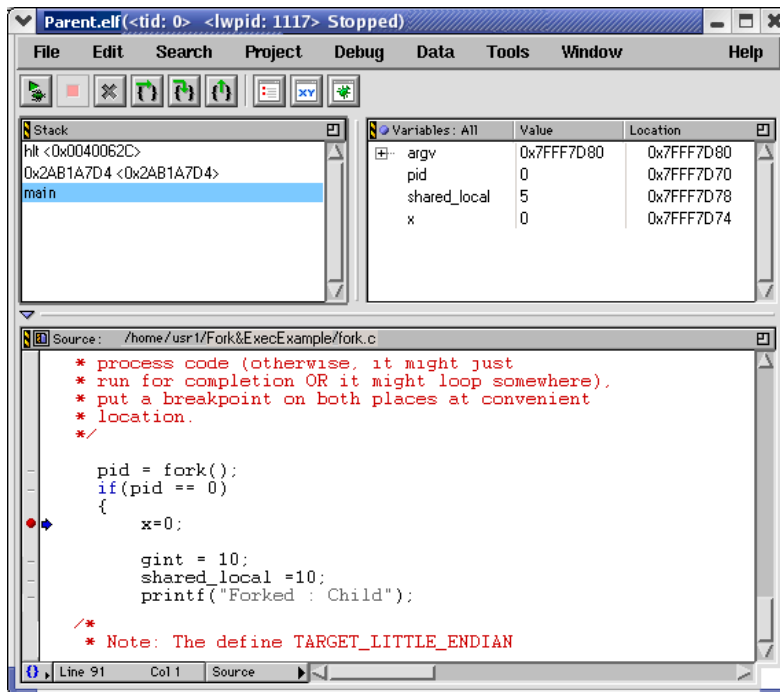 Parent.elf(<tid: 0> <lwpid: 1117> Stopped)
File Edit Search Project Debug Data Tools Window Help
XY
Stack
hlt <0x0040062C>
0x2AB1A7D4 <0x2AB1A7D4>
main
Variables: All Value Location
argv 0x7FFF7D80 0x7FFF7D80
pid 0 0x7FFF7D70
shared_local 5 0x7FFF7D78
x 0 0x7FFF7D74
Source: /home/usr1/Fork&ExecExample/fork.c
* process code (otherwise, it might just
* run for completion OR it might loop somewhere),
* put a breakpoint on both places at convenient
* location.
*/
pid = fork();
if(pid == 0)
{
x=0;
gint = 10;
shared_local =10;
printf("Forked : Child");
/*
* Note: The define TARGET_LITTLE_ENDIAN
Line 91 Col 1 Source